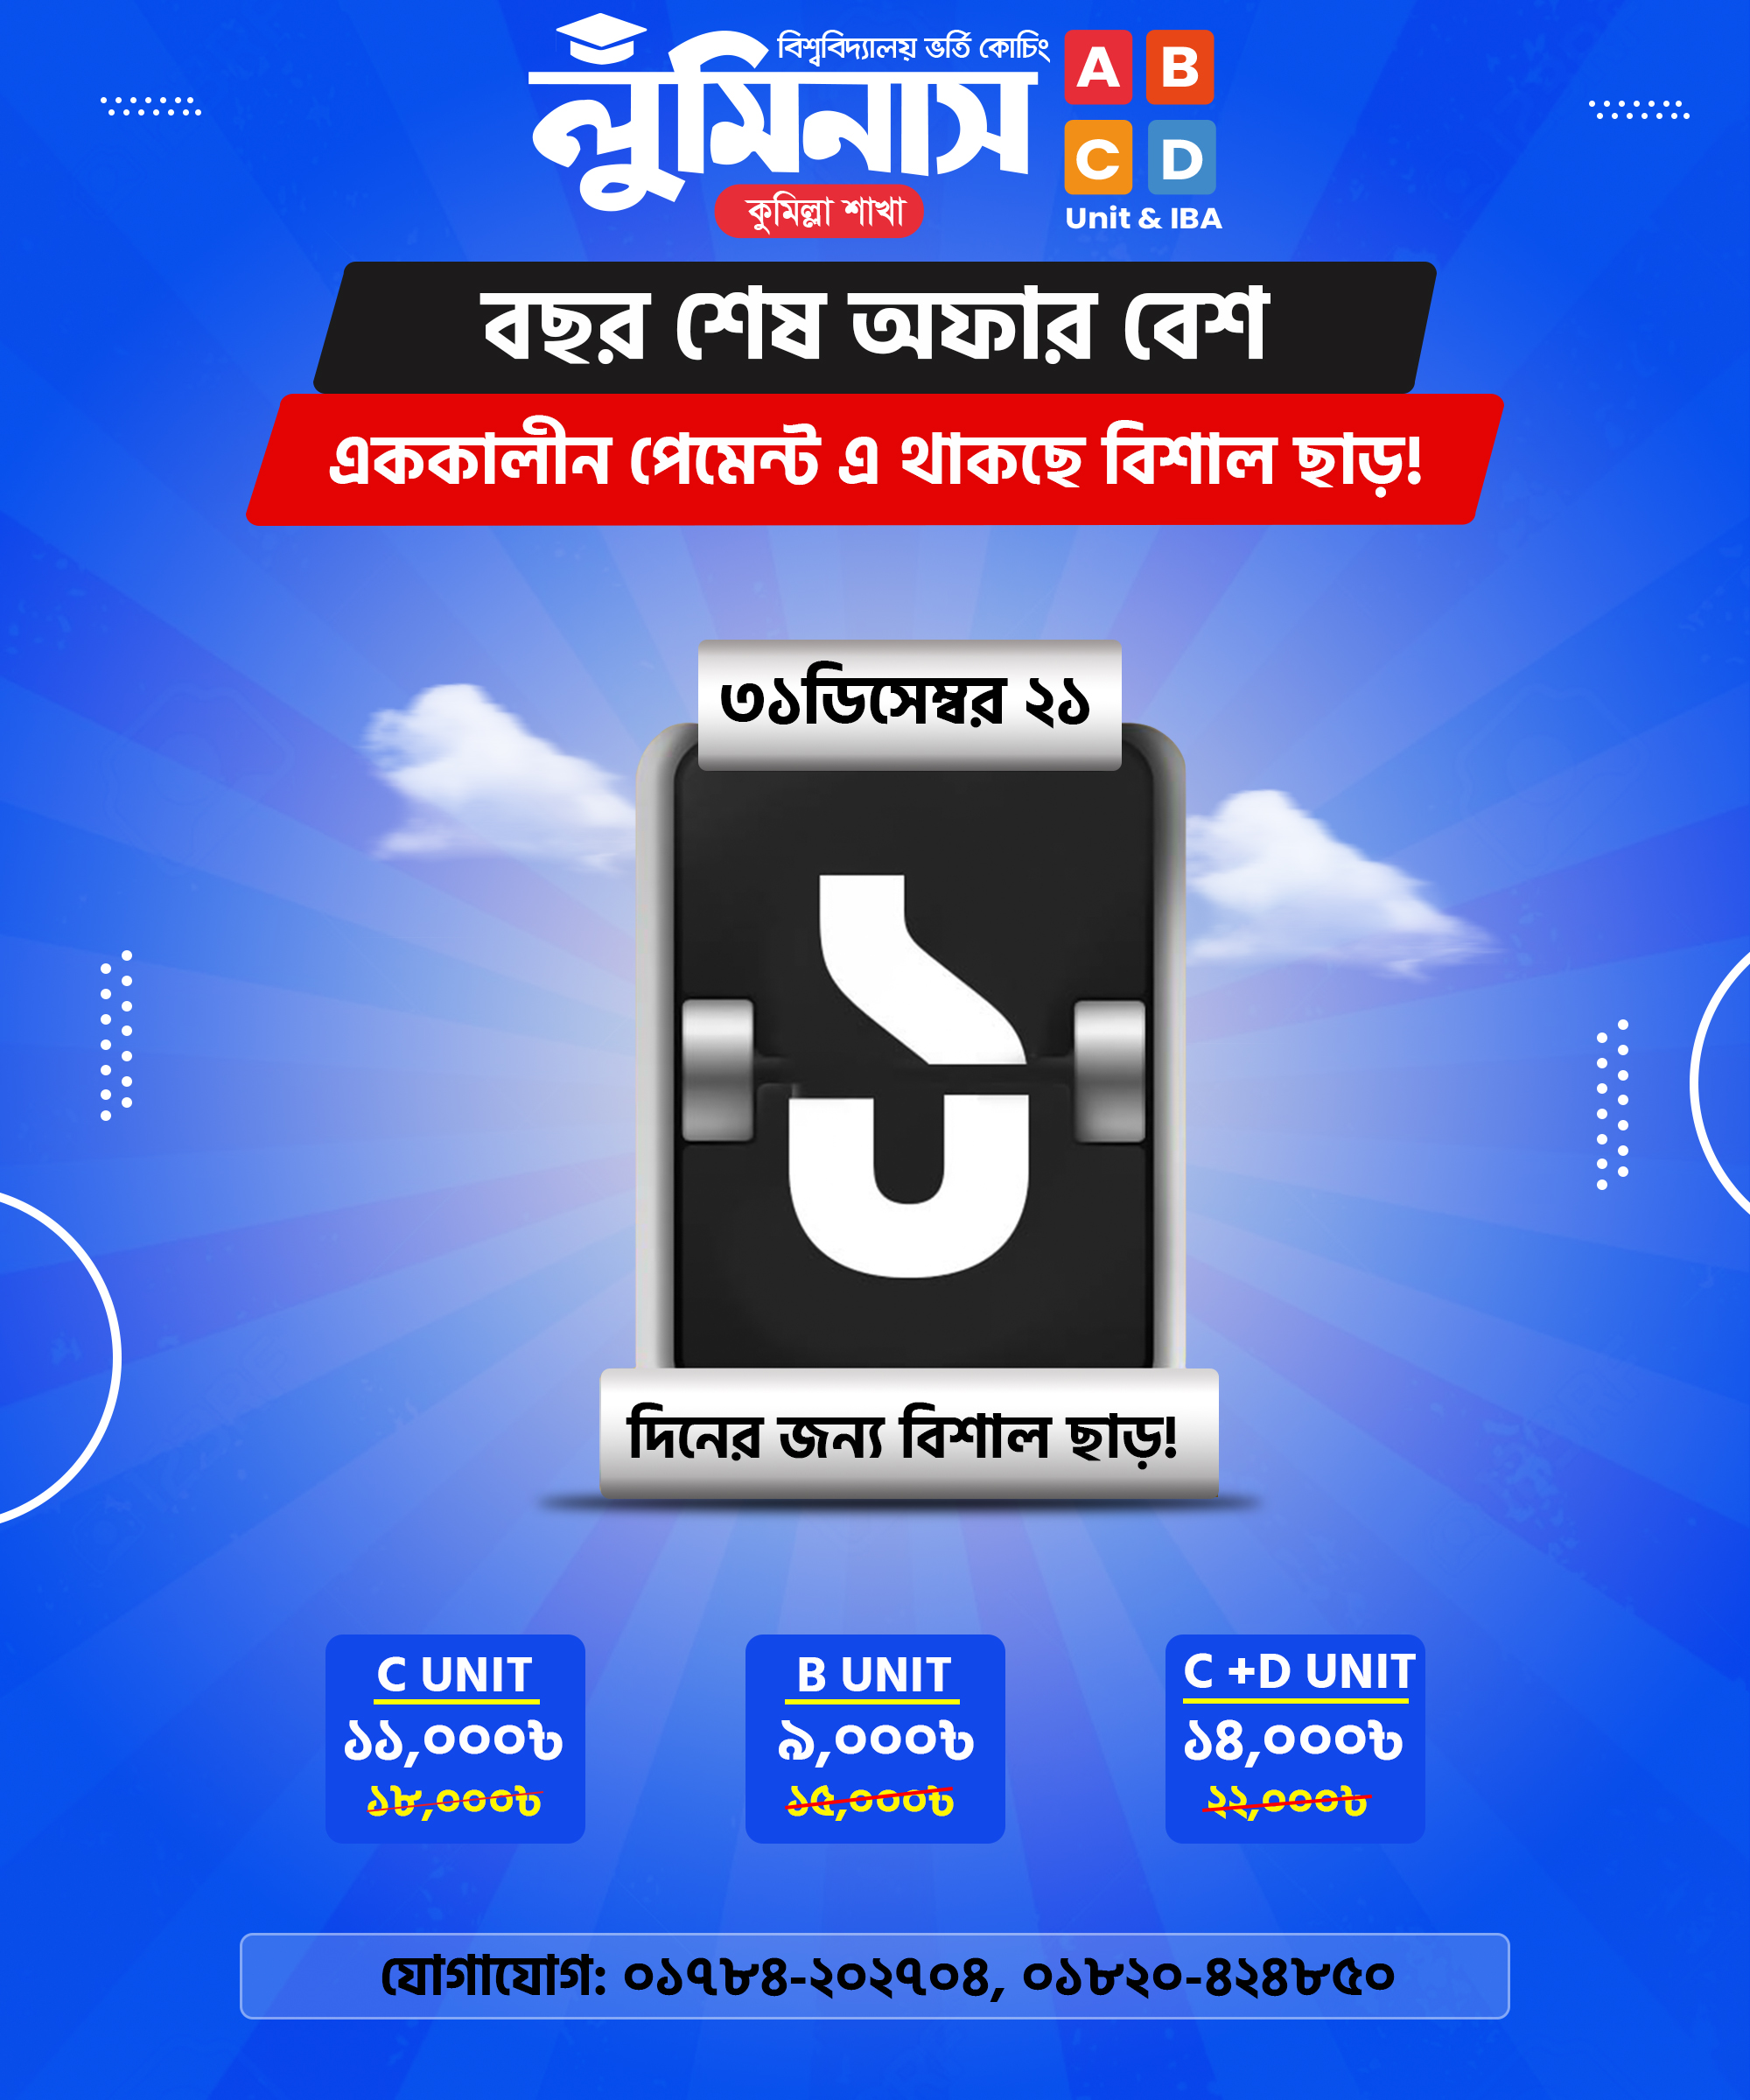 বিশ্ববিদ্যালয় ভর্তি কোচিং
লুমিনাস
কুমিল্লা শাখা
A B
C D
Unit & IBA
বছর শেষ অফার বেশ
এককালীন পেমেন্ট এ থাকছে বিশাল ছাড়!
৩১ডিসেম্বর ২১
১
দিনের জন্য বিশাল ছাড়!
C UNIT
১১,০০০৳
১৮,০০০৳
B UNIT
৯,০০০৳
১৫,০০০৳
C +D UNIT
১৪,০০০৳
২২,০০০৳
যোগাযোগ: ০১৭৮৪-২০২৭০৪, ০১৮২০-৪২৪৮৫০